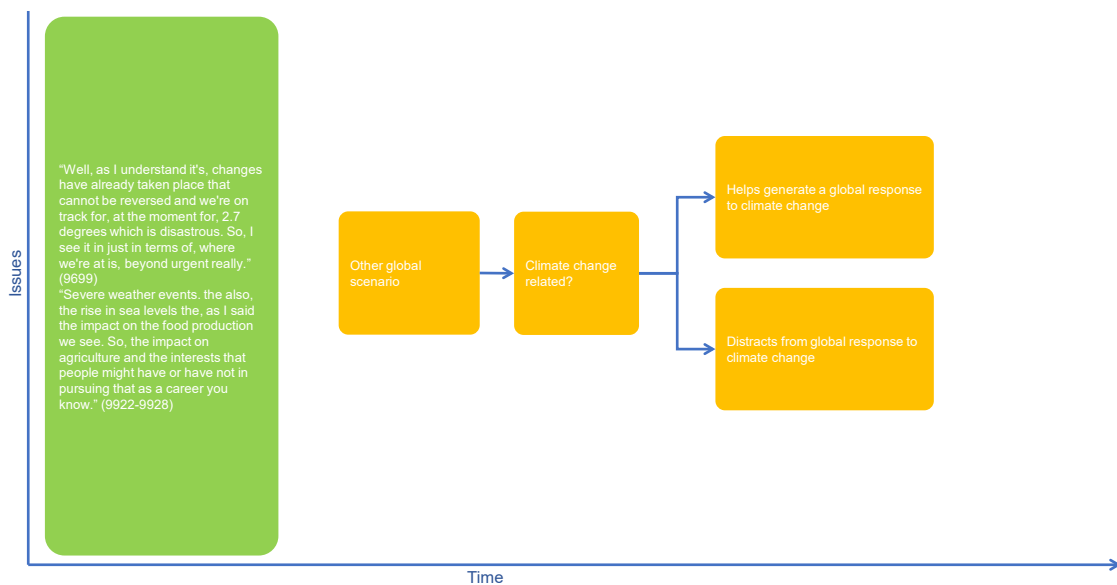 “Well, as I understand it's, changes
have already taken place that
cannot be reversed and we're on
track for, at the moment for, 2.7
degrees which is disastrous. So, I
see it in just in terms of, where
we're at is, beyond urgent really.”
(9699)
“Severe weather events. the also,
the rise in sea levels the, as I said
the impact on the food production
we see. So, the impact on
agriculture and the interests that
people might have or have not in
pursuing that as a career you
know.” (9922-9928)
Other global
scenario
Climate change
related?
Helps generate a global response
to climate change
Distracts from global response to
climate change
Issues
Time